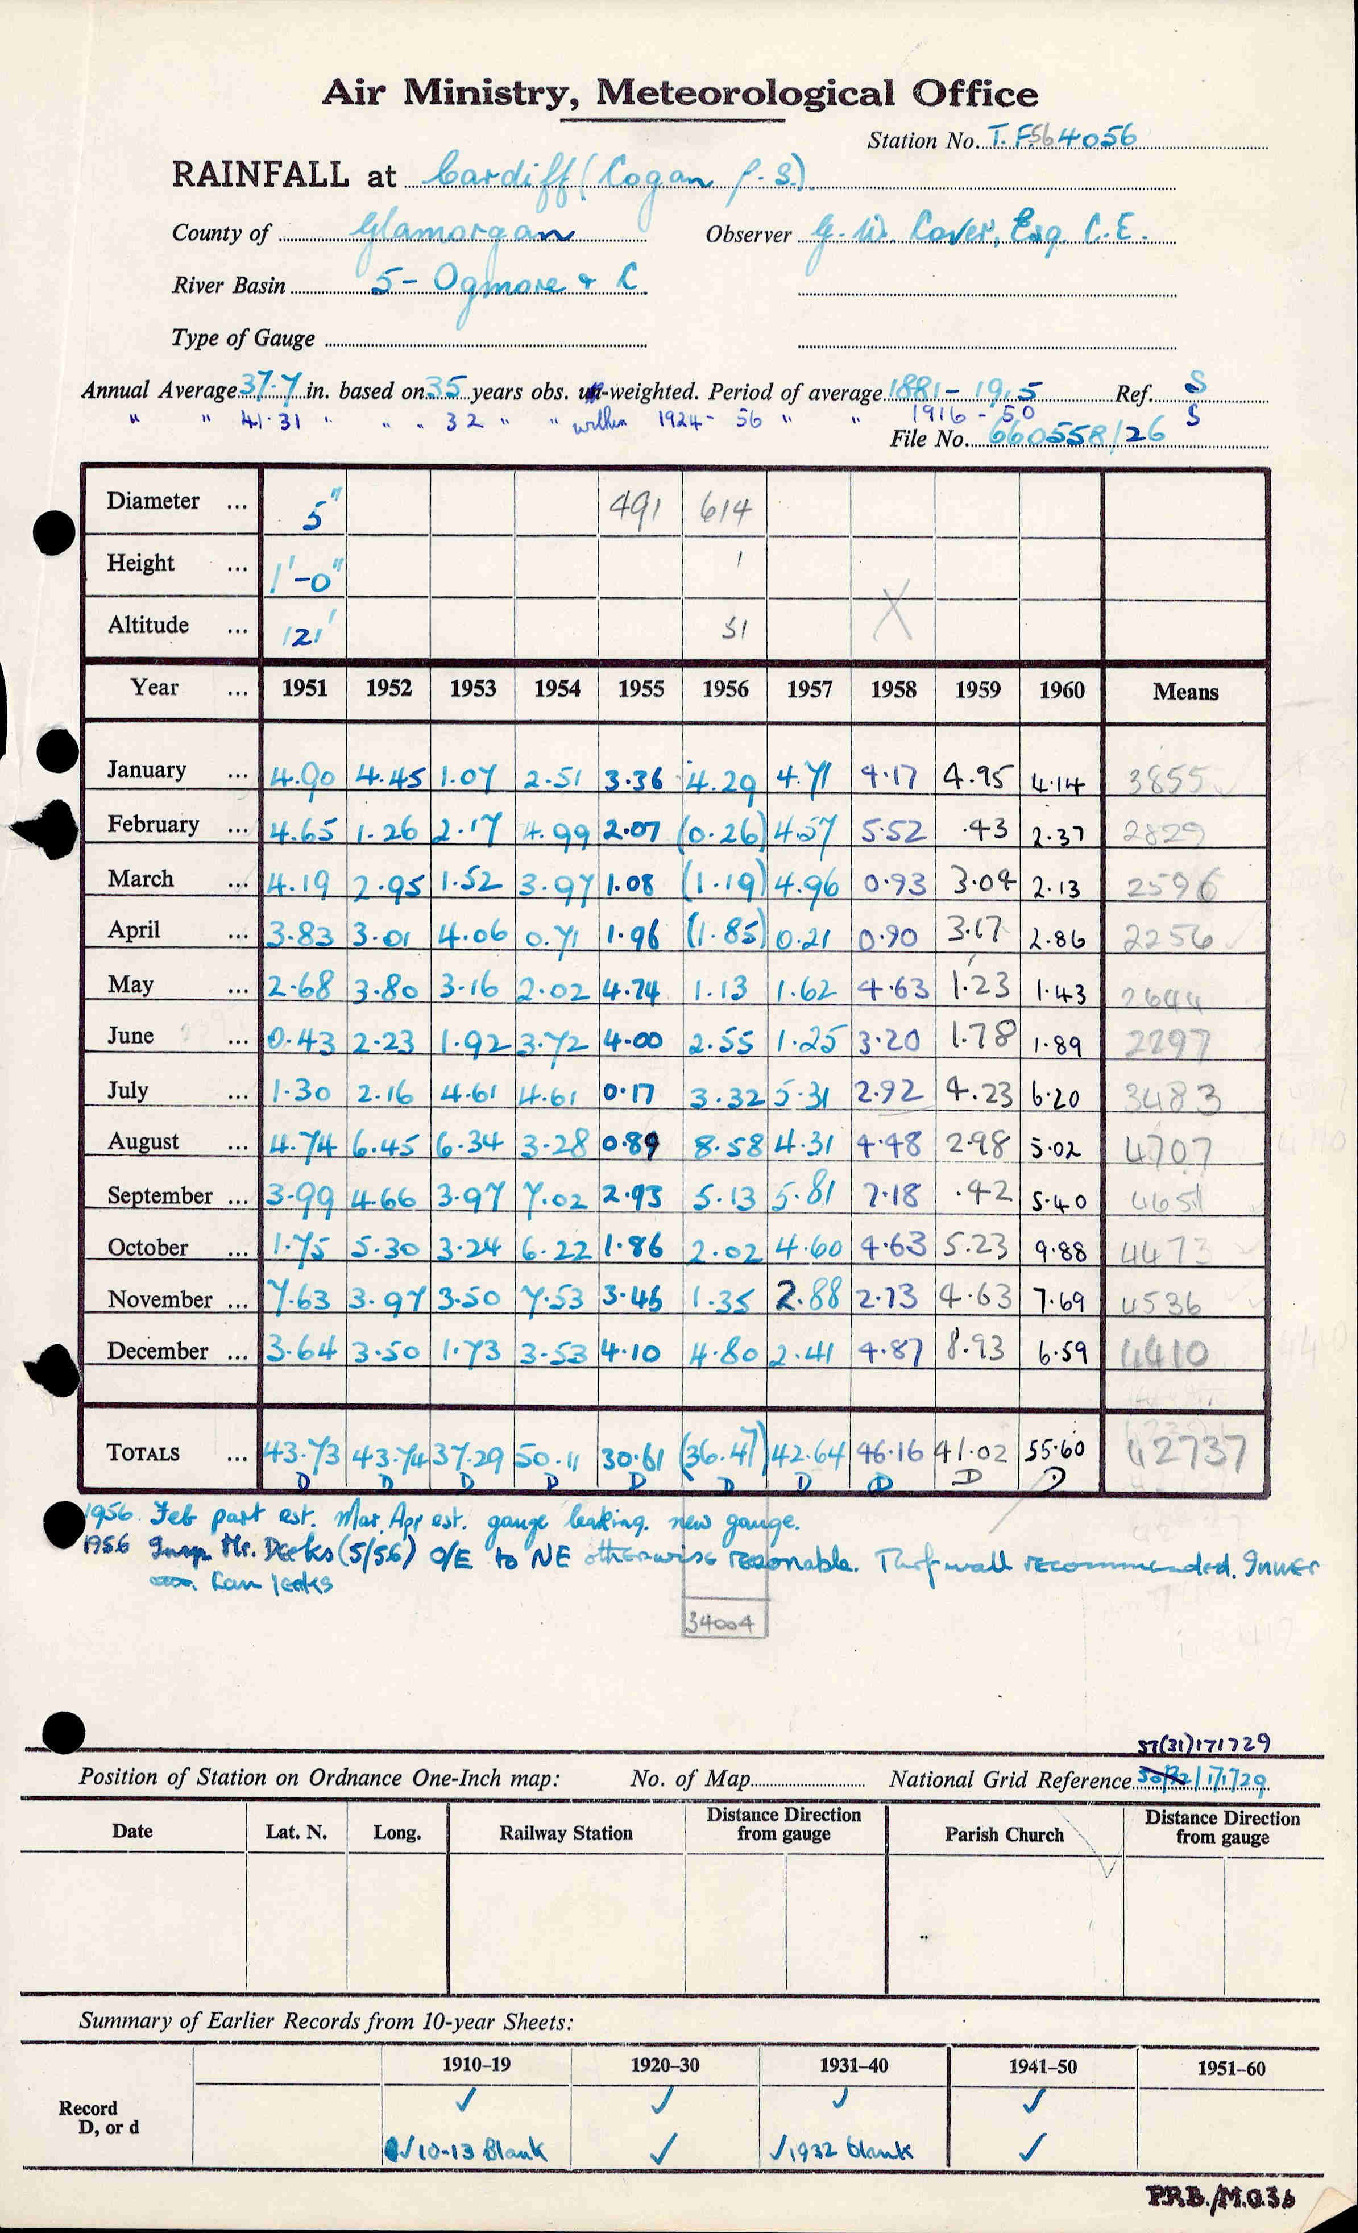 Air Ministry, Meteorological Office
Station No. T.F.564056
RAINFALL at Cardiff (Cogan P.S.)
County of Glamorgan Observer G. W. Cover, Esq. C.E.
River Basin 5 - Ogmore & C
Type of Gauge
Annual Average 37.7 in. based on 35 years obs. -weighted. Period of average 1881 - 1915 Ref. S
" " 41.31 " " " 32 " " within 1924 - 56 " " 1916 - 50 S
File No. 660558/26
Diameter ... 5" 491 614
Height ... 1'-0" 1
Altitude ... 121' 51 X
Year ... 1951 1952 1953 1954 1955 1956 1957 1958 1959 1960 Means
January ... 4.90 4.45 1.07 2.51 3.36 4.29 4.71 4.17 4.95 4.14 3855
February ... 4.65 1.26 2.17 4.99 2.07 (0.26) 4.57 5.52 .43 2.37 2829
March ... 4.19 2.95 1.52 3.97 1.08 (1.19) 4.96 0.93 3.04 2.13 2596
April ... 3.83 3.01 4.06 0.71 1.96 (1.85) 0.21 0.90 3.17 2.86 2256
May ... 2.68 3.80 3.16 2.02 4.74 1.13 1.62 4.63 1.23 1.43 2644
June ... 0.43 2.23 1.92 3.72 4.00 2.55 1.25 3.20 1.78 1.89 2297
July ... 1.30 2.16 4.61 4.61 0.17 3.32 5.31 2.92 4.23 6.20 3483
August ... 4.74 6.45 6.34 3.28 0.89 8.58 4.31 4.48 2.98 5.02 4707
September ... 3.99 4.66 3.97 7.02 2.93 5.13 5.81 7.18 .42 5.40 4651
October ... 1.75 5.30 3.24 6.22 1.86 2.02 4.60 4.63 5.23 9.88 4473
November ... 7.63 3.97 3.50 7.53 3.45 1.35 2.88 2.73 4.63 7.69 4536
December ... 3.64 3.50 1.73 3.53 4.10 4.80 2.41 4.87 8.93 6.59 4410
TOTALS ... 43.73 43.74 37.29 50.11 30.61 (36.47) 42.64 46.16 41.02 55.60 42737
D D D D D D D D D D
1956 Feb part est. Mar, Apr est. gauge leaking. new gauge.
1956 Insp. Mr. Deeks (5/56) O/E to NE otherwise reasonable. Turf wall recommended. Inner
can leaks
34004
ST(31)171729
Position of Station on Ordnance One-Inch map: No. of Map National Grid Reference 171729
Date Lat. N. Long. Railway Station Distance Direction from gauge Parish Church Distance Direction from gauge
Summary of Earlier Records from 10-year Sheets:
1910–19 1920–30 1931–40 1941–50 1951–60
Record ✓ ✓ ✓ ✓
D, or d ✓10-13 Blank ✓ ✓1932 blank ✓
P.R.B./M.O.36